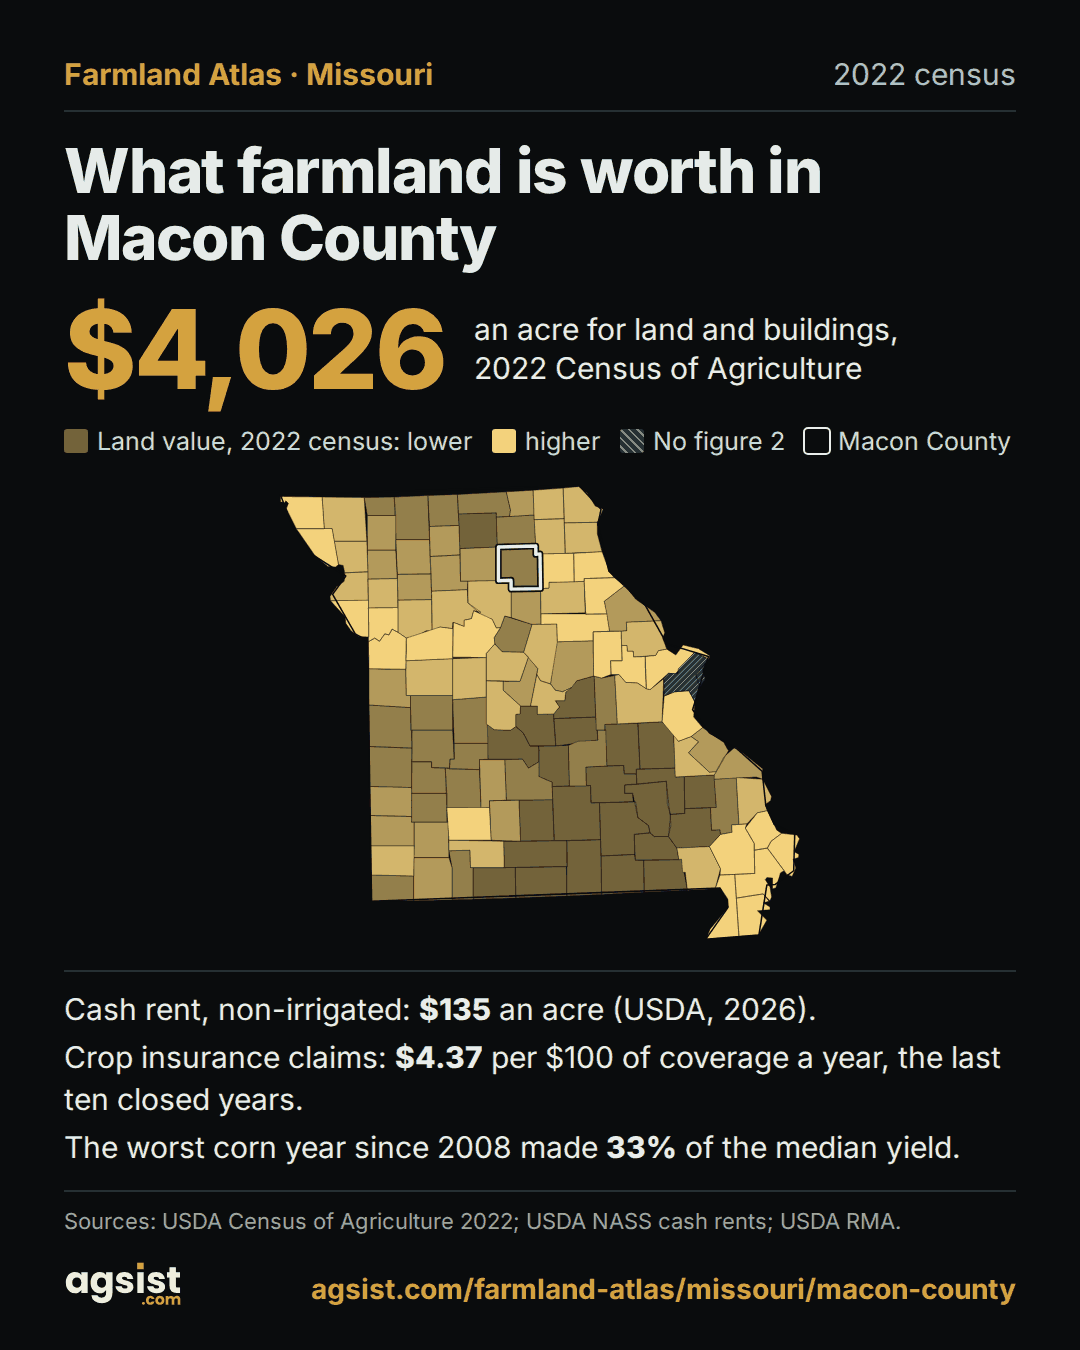 Farmland Atlas · Missouri
2022 census
What farmland is worth in
Macon County
$4,026
an acre for land and buildings,
2022 Census of Agriculture
Land value, 2022 census: lower
higher
No figure 2
Macon County
Cash rent, non-irrigated: $135 an acre (USDA, 2026).
Crop insurance claims: $4.37 per $100 of coverage a year, the last
ten closed years.
The worst corn year since 2008 made 33% of the median yield.
Sources: USDA Census of Agriculture 2022; USDA NASS cash rents; USDA RMA.
agsist
.com
agsist.com/farmland-atlas/missouri/macon-county